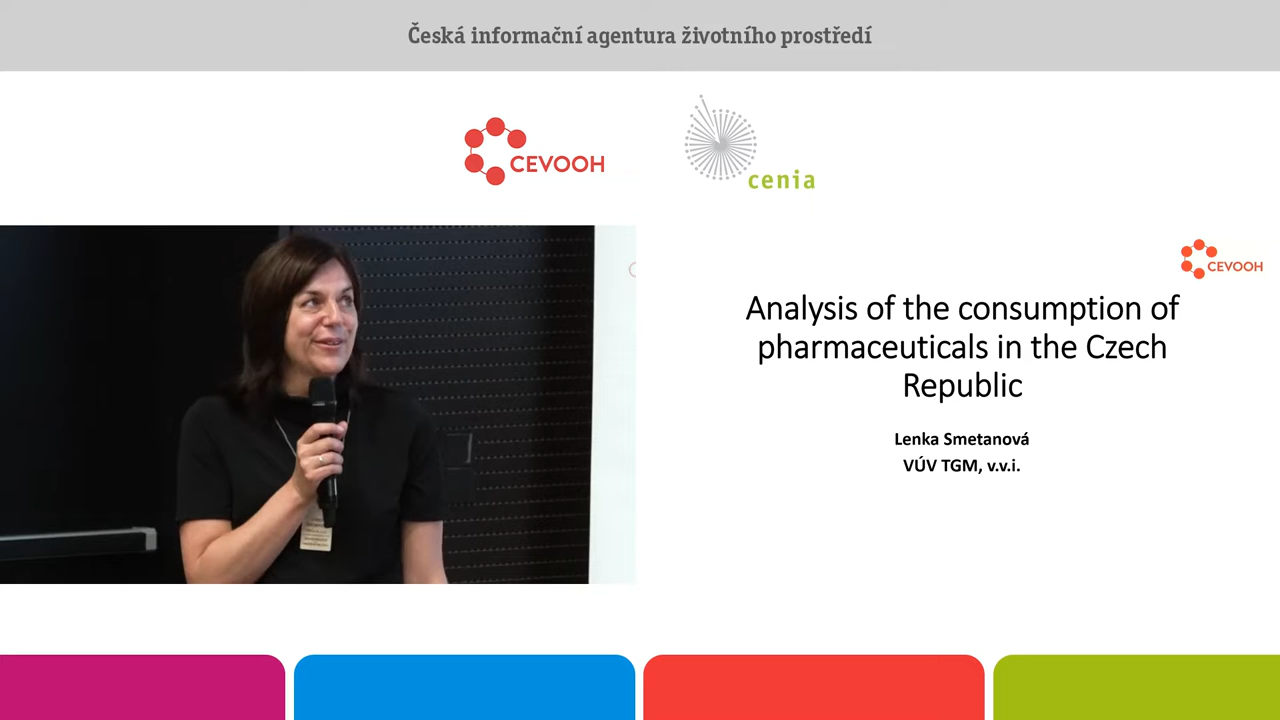 Česká informační agentura životního prostředí
CEVOOH
cenia
CEVOOH
Analysis of the consumption of
pharmaceuticals in the Czech
Republic
Lenka Smetanová
VÚV TGM, v.v.i.